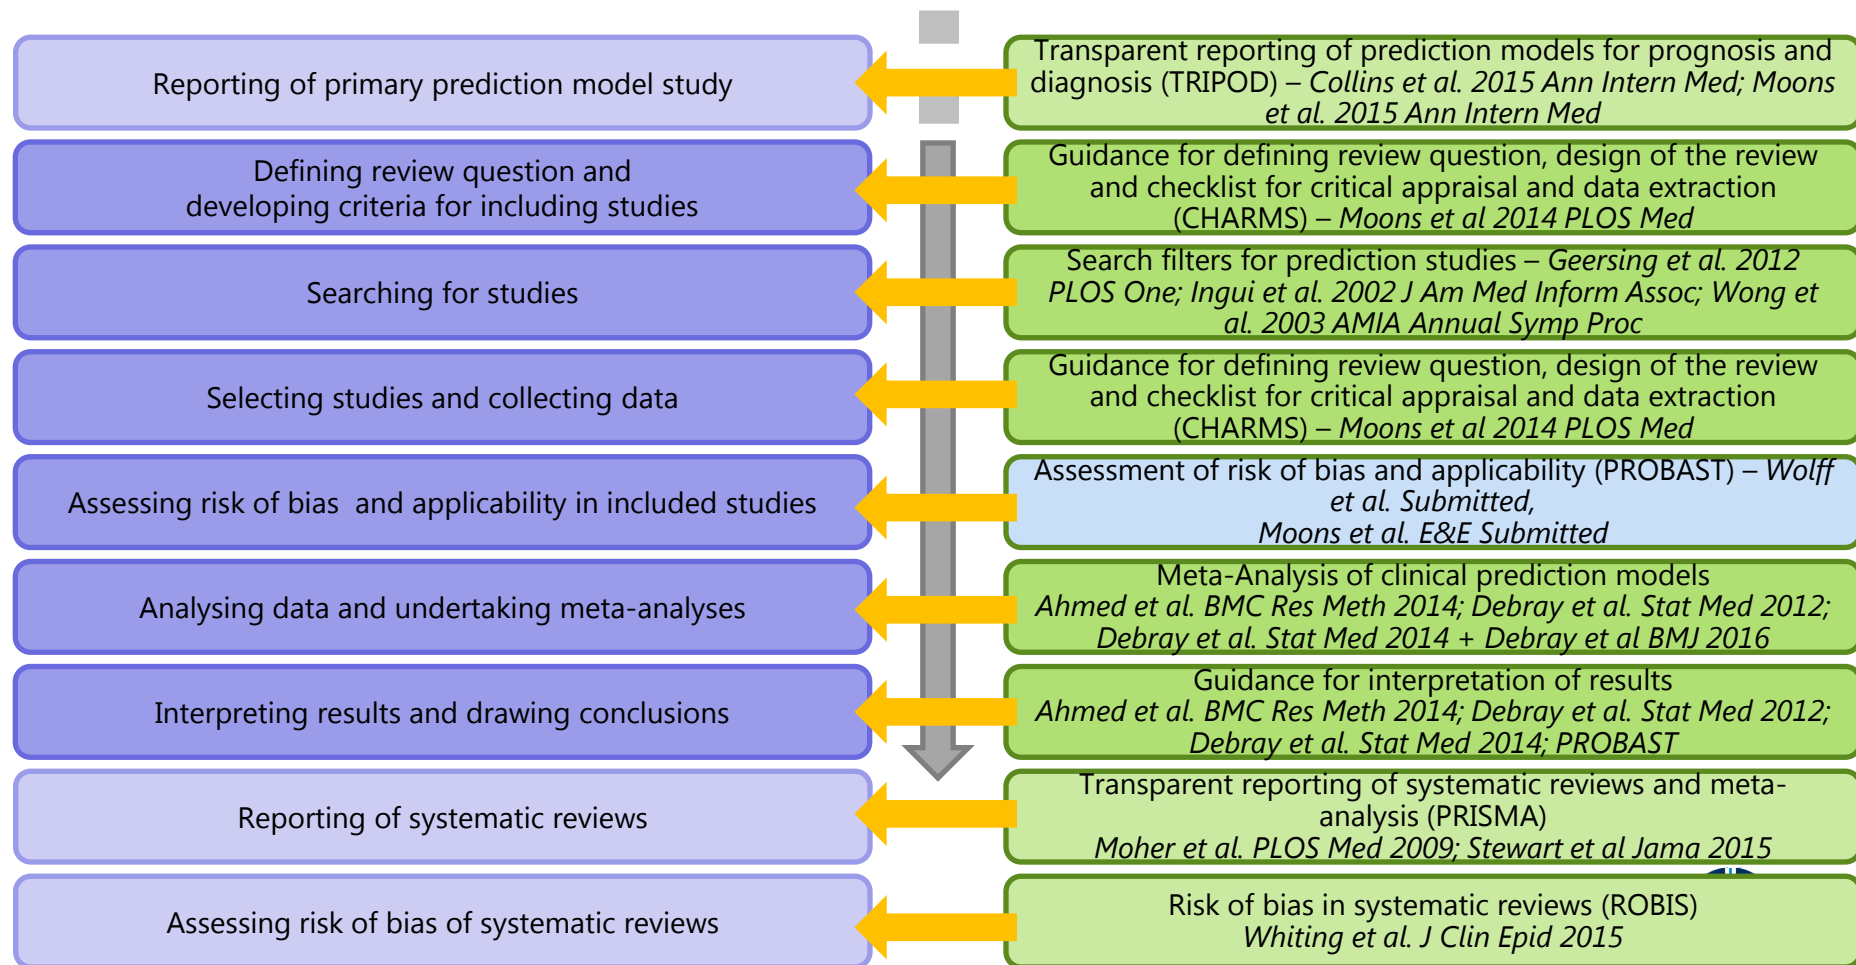 Reporting of primary prediction model study
Transparent reporting of prediction models for prognosis and
diagnosis (TRIPOD) – Collins et al. 2015 Ann Intern Med; Moons
et al. 2015 Ann Intern Med
Defining review question and
developing criteria for including studies
Guidance for defining review question, design of the review
and checklist for critical appraisal and data extraction
(CHARMS) – Moons et al 2014 PLOS Med
Searching for studies
Search filters for prediction studies – Geersing et al. 2012
PLOS One; Ingui et al. 2002 J Am Med Inform Assoc; Wong et
al. 2003 AMIA Annual Symp Proc
Selecting studies and collecting data
Guidance for defining review question, design of the review
and checklist for critical appraisal and data extraction
(CHARMS) – Moons et al 2014 PLOS Med
Assessing risk of bias  and applicability in included studies
Assessment of risk of bias and applicability (PROBAST) – Wolff
et al. Submitted,
Moons et al. E&E Submitted
Analysing data and undertaking meta-analyses
Meta-Analysis of clinical prediction models
Ahmed et al. BMC Res Meth 2014; Debray et al. Stat Med 2012;
Debray et al. Stat Med 2014 + Debray et al BMJ 2016
Interpreting results and drawing conclusions
Guidance for interpretation of results
Ahmed et al. BMC Res Meth 2014; Debray et al. Stat Med 2012;
Debray et al. Stat Med 2014; PROBAST
Reporting of systematic reviews
Transparent reporting of systematic reviews and meta-
analysis (PRISMA)
Moher et al. PLOS Med 2009; Stewart et al Jama 2015
Assessing risk of bias of systematic reviews
Risk of bias in systematic reviews (ROBIS)
Whiting et al. J Clin Epid 2015